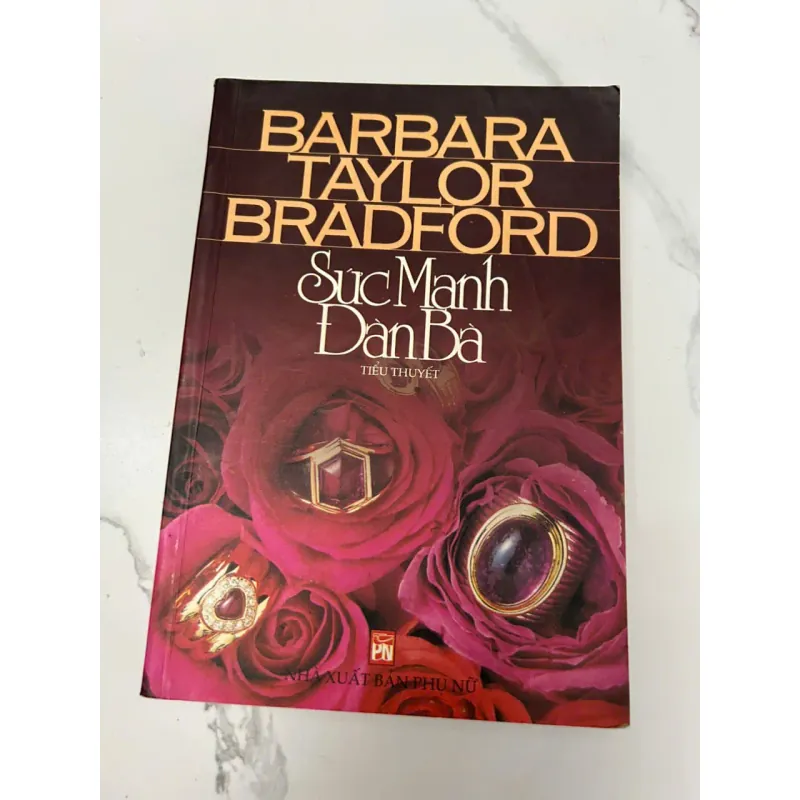 BARBARA
TAYLOR
BRADFORD
Sức Mạnh
Đàn Bà
TIỂU THUYẾT
PN
NHÀ XUẤT BẢN PHỤ NỮ